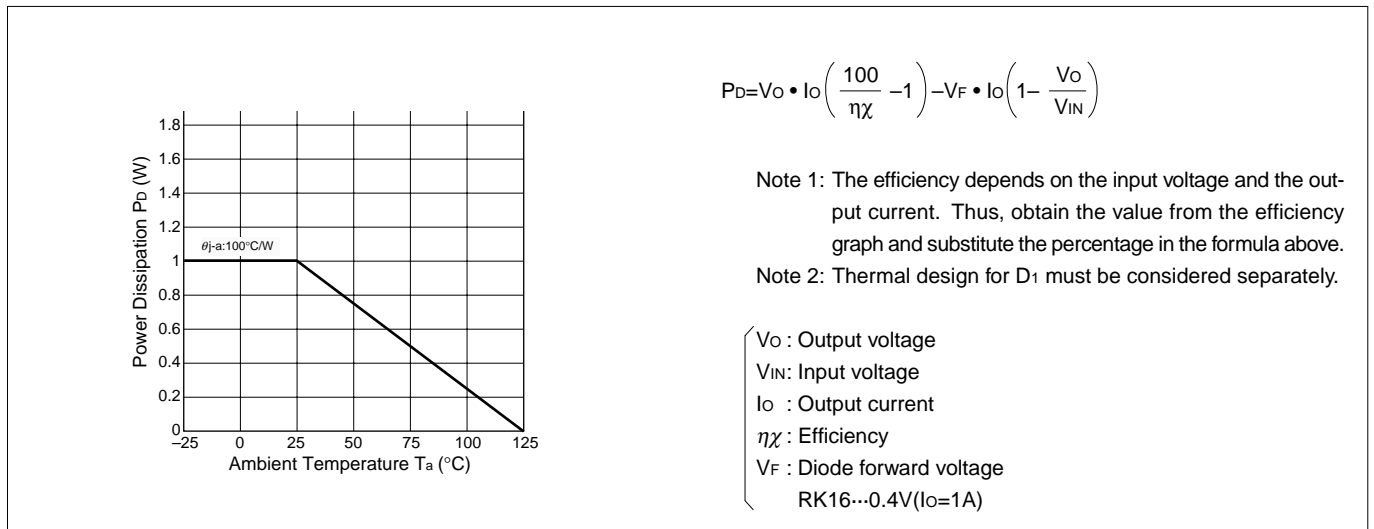 1.8
1.6
1.4
1.2
1
0.8
0.6
0.4
0.2
0
Power Dissipation PD (W)
θj-a:100°C/W
–25 0 25 50 75 100 125
Ambient Temperature Ta (°C)
PD=VO • IO ( 100 / ηχ –1 ) –VF • IO ( 1– VO / VIN )
Note 1: The efficiency depends on the input voltage and the out-
put current. Thus, obtain the value from the efficiency
graph and substitute the percentage in the formula above.
Note 2: Thermal design for D1 must be considered separately.
VO : Output voltage
VIN: Input voltage
IO : Output current
ηχ : Efficiency
VF : Diode forward voltage
RK16···0.4V(IO=1A)